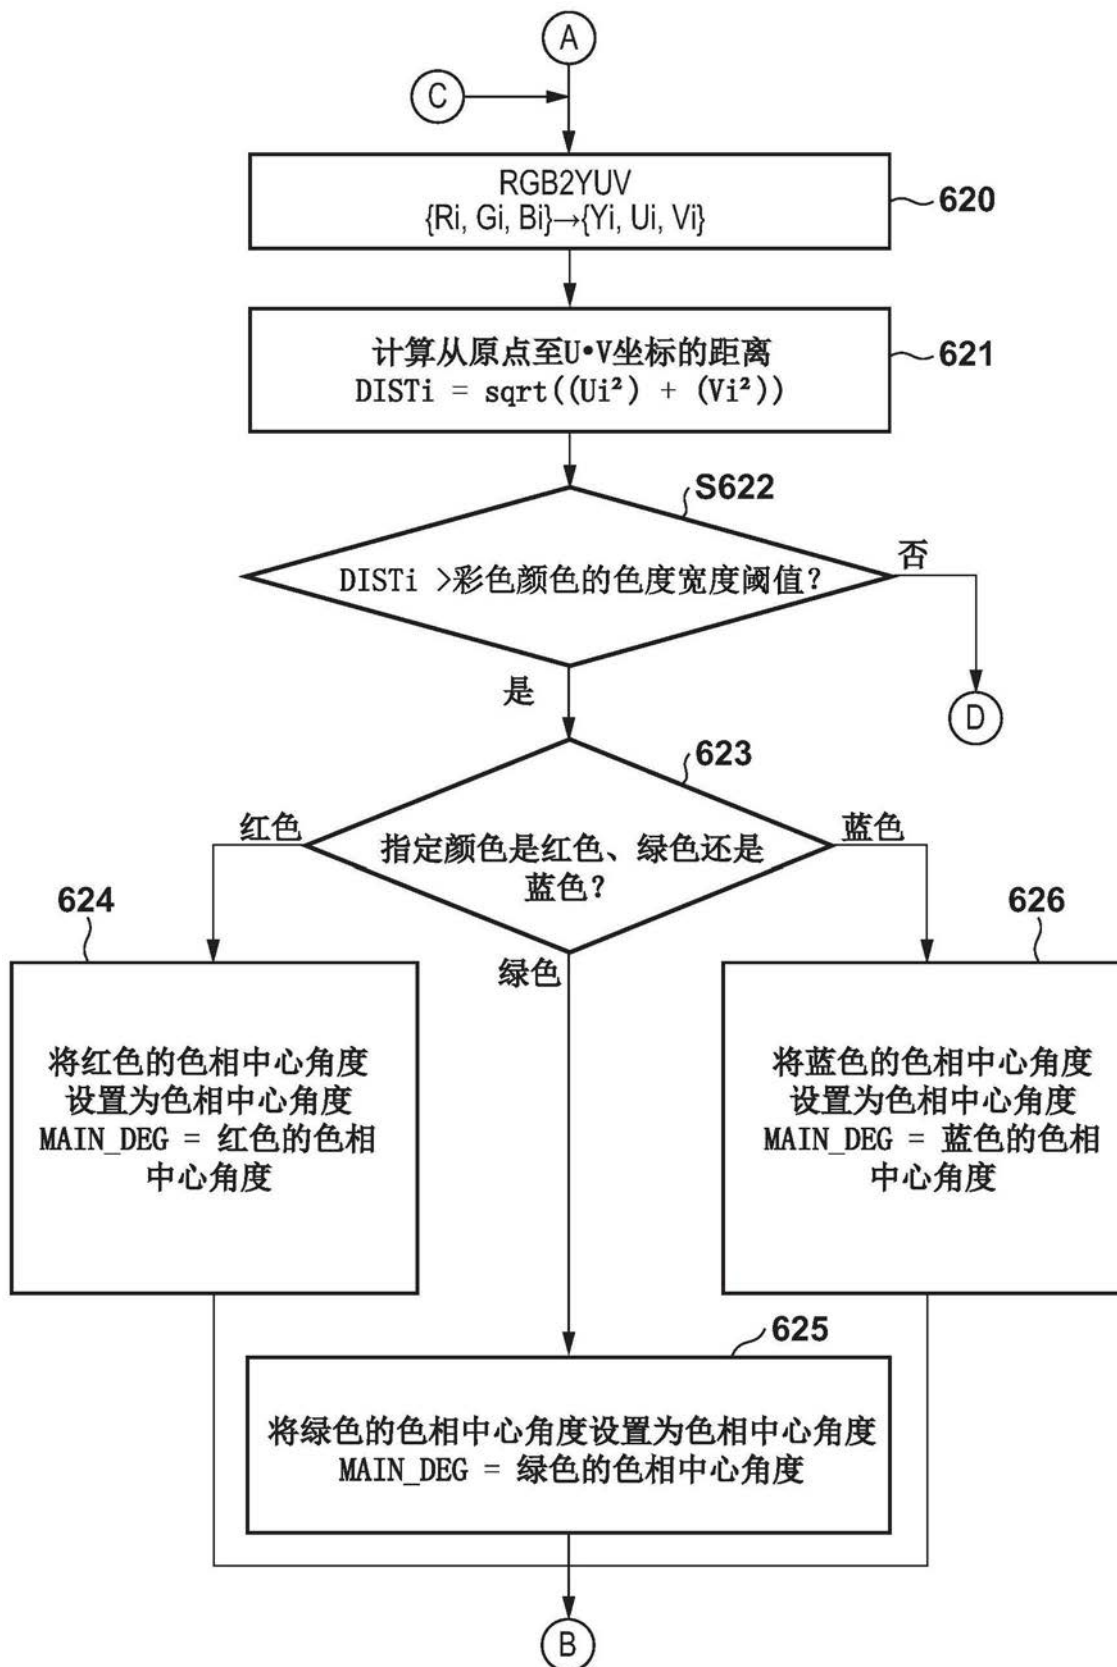 A
C
RGB2YUV
{Ri, Gi, Bi}→{Yi, Ui, Vi}
620
计算从原点至U•V坐标的距离
DISTi = sqrt((Ui²) + (Vi²))
621
S622
DISTi >彩色颜色的色度宽度阈值?
否
是
D
623
红色
指定颜色是红色、绿色还是
蓝色?
蓝色
624
绿色
626
将红色的色相中心角度
设置为色相中心角度
MAIN_DEG = 红色的色相
中心角度
将蓝色的色相中心角度
设置为色相中心角度
MAIN_DEG = 蓝色的色相
中心角度
625
将绿色的色相中心角度设置为色相中心角度
MAIN_DEG = 绿色的色相中心角度
B